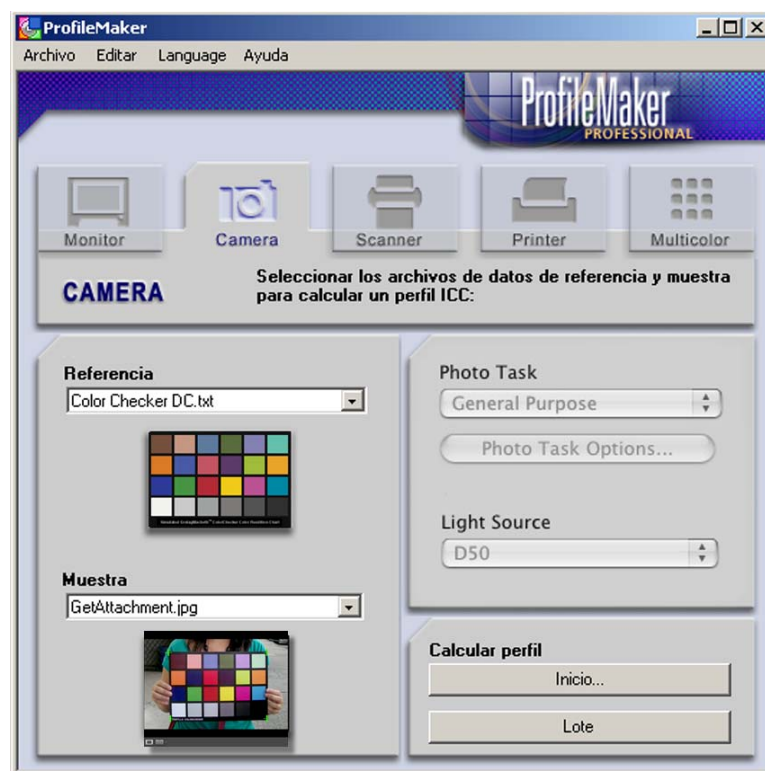 ProfileMaker
Archivo Editar Language Ayuda
ProfileMaker
PROFESSIONAL
Monitor Camera Scanner Printer Multicolor
CAMERA
Seleccionar los archivos de datos de referencia y muestra
para calcular un perfil ICC:
Referencia
Color Checker DC.txt
Muestra
GetAttachment.jpg
Photo Task
General Purpose
Photo Task Options...
Light Source
D50
Calcular perfil
Inicio...
Lote